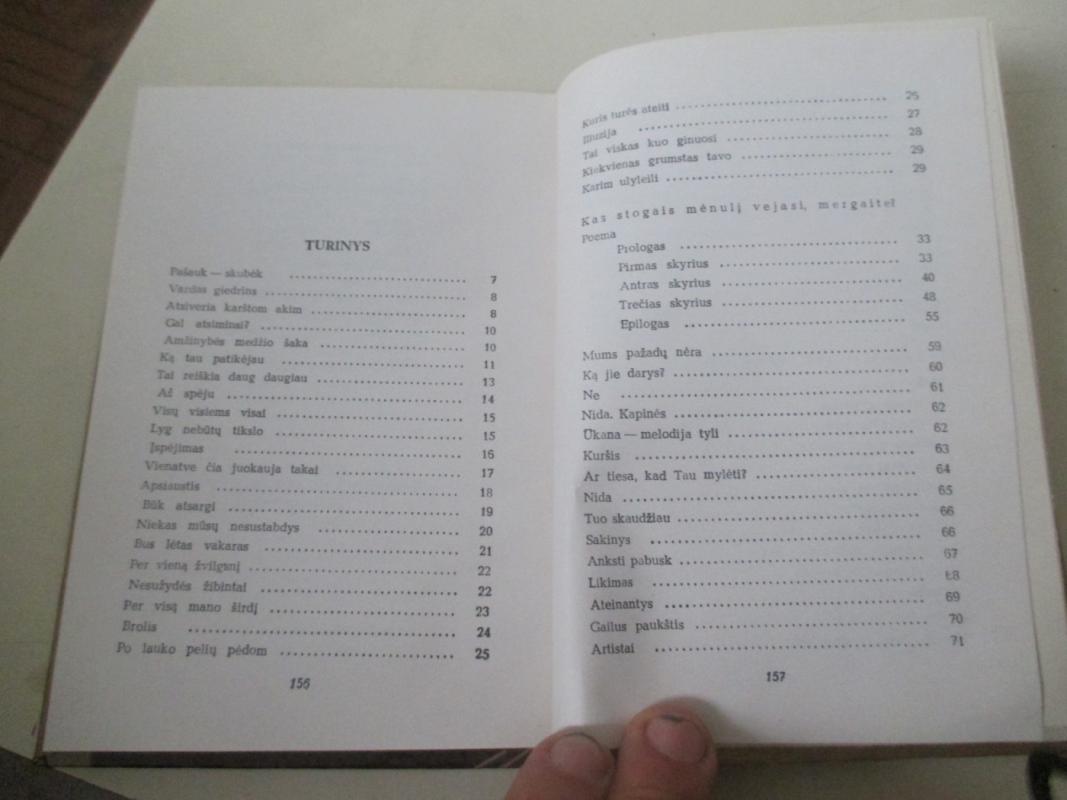 TURINYS
Pašauk — skubėk 7
Vardas giedrins 8
Atsiveria karštom akim 8
Gal atsiminsi? 10
Amžinybės medžio šaka 10
Ką tau patikėjau 11
Tai reiškia daug daugiau 13
Aš spėju 14
Visų visiems visai 15
Lyg nebūtų tikslo 15
Įspėjimas 16
Vienatve čia juokauja takai 17
Apsiaustis 18
Būk atsargi 19
Niekas mūsų nesustabdys 20
Bus lėtas vakaras 21
Per vieną žvilgsnį 22
Nesužydės žibintai 22
Per visą mano širdį 23
Brolis 24
Po lauko pelių pėdom 25
156
Kuris turės ateiti 25
Iliuzija 27
Tai viskas kuo ginuosi 28
Kiekvienas grumstas tavo 29
Karim ulyleili 29
Kas stogais mėnulį vejasi, mergaite?
Poema
Prologas 33
Pirmas skyrius 33
Antras skyrius 40
Trečias skyrius 48
Epilogas 55
Mums pažadų nėra 59
Ką jie darys? 60
Ne 61
Nida. Kapinės 62
Ūkana — melodija tyli 62
Kuršis 63
Ar tiesa, kad Tau mylėti? 64
Nida 65
Tuo skaudžiau 66
Sakinys 66
Anksti pabusk 67
Likimas 68
Ateinantys 69
Gailus paukštis 70
Artistai 71
157